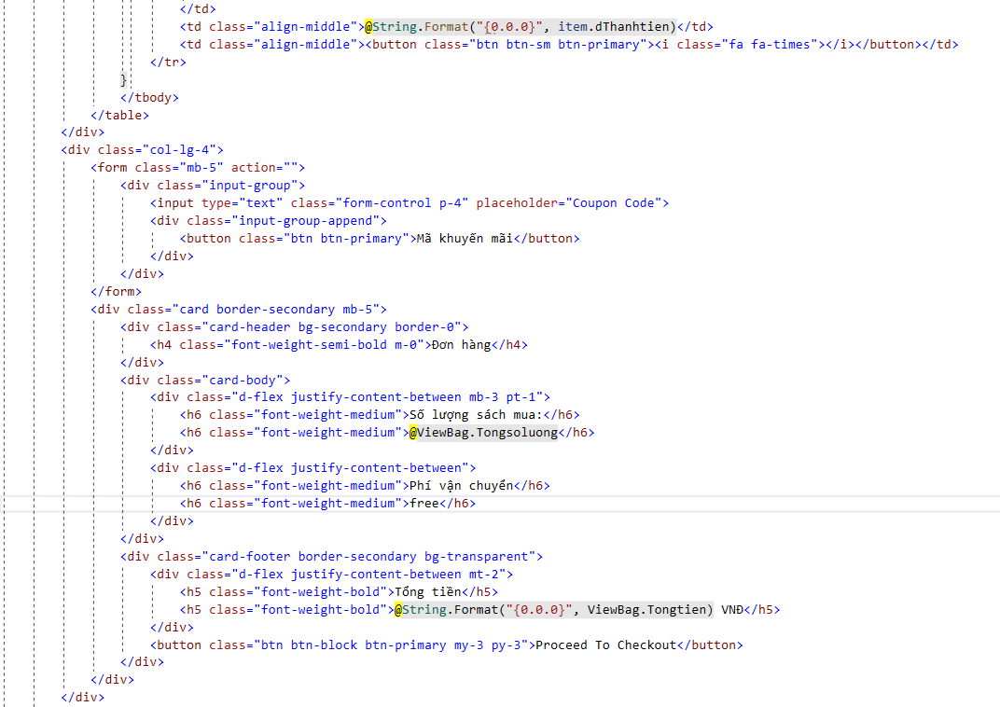 </td>
<td class="align-middle">@String.Format("{0.0.0}", item.dThanhtien)</td>
<td class="align-middle"><button class="btn btn-sm btn-primary"><i class="fa fa-times"></i></button></td>
</tr>
}
</tbody>
</table>
</div>
<div class="col-lg-4">
<form class="mb-5" action="">
<div class="input-group">
<input type="text" class="form-control p-4" placeholder="Coupon Code">
<div class="input-group-append">
<button class="btn btn-primary">Mã khuyến mãi</button>
</div>
</div>
</form>
<div class="card border-secondary mb-5">
<div class="card-header bg-secondary border-0">
<h4 class="font-weight-semi-bold m-0">Đơn hàng</h4>
</div>
<div class="card-body">
<div class="d-flex justify-content-between mb-3 pt-1">
<h6 class="font-weight-medium">Số lượng sách mua:</h6>
<h6 class="font-weight-medium">@ViewBag.Tongsoluong</h6>
</div>
<div class="d-flex justify-content-between">
<h6 class="font-weight-medium">Phí vận chuyển</h6>
<h6 class="font-weight-medium">free</h6>
</div>
</div>
<div class="card-footer border-secondary bg-transparent">
<div class="d-flex justify-content-between mt-2">
<h5 class="font-weight-bold">Tổng tiền</h5>
<h5 class="font-weight-bold">@String.Format("{0.0.0}", ViewBag.Tongtien) VNĐ</h5>
</div>
<button class="btn btn-block btn-primary my-3 py-3">Proceed To Checkout</button>
</div>
</div>
</div>